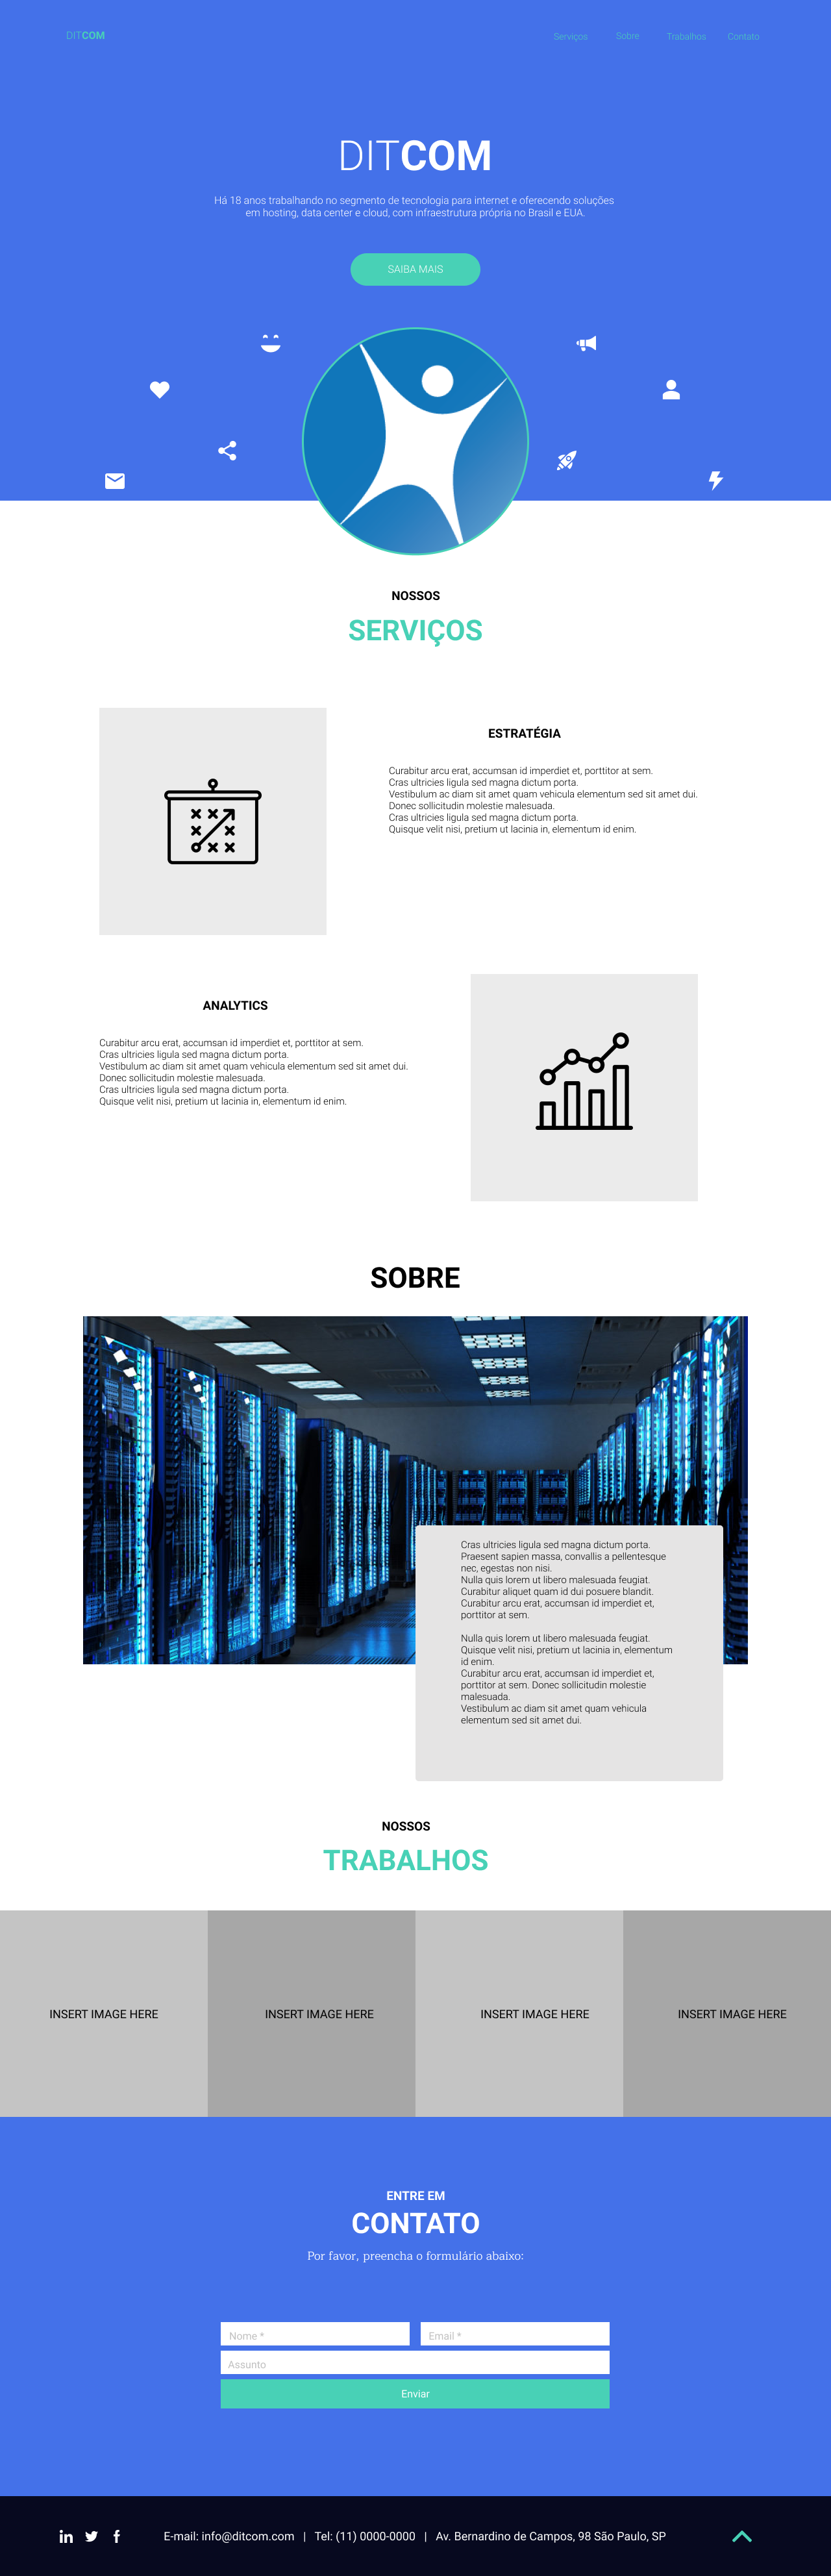 DITCOM
Serviços Sobre Trabalhos Contato
DITCOM
Há 18 anos trabalhando no segmento de tecnologia para internet e oferecendo soluções
em hosting, data center e cloud, com infraestrutura própria no Brasil e EUA.
SAIBA MAIS
NOSSOS
SERVIÇOS
ESTRATÉGIA
Curabitur arcu erat, accumsan id imperdiet et, porttitor at sem.
Cras ultricies ligula sed magna dictum porta.
Vestibulum ac diam sit amet quam vehicula elementum sed sit amet dui.
Donec sollicitudin molestie malesuada.
Cras ultricies ligula sed magna dictum porta.
Quisque velit nisi, pretium ut lacinia in, elementum id enim.
ANALYTICS
Curabitur arcu erat, accumsan id imperdiet et, porttitor at sem.
Cras ultricies ligula sed magna dictum porta.
Vestibulum ac diam sit amet quam vehicula elementum sed sit amet dui.
Donec sollicitudin molestie malesuada.
Cras ultricies ligula sed magna dictum porta.
Quisque velit nisi, pretium ut lacinia in, elementum id enim.
SOBRE
Cras ultricies ligula sed magna dictum porta.
Praesent sapien massa, convallis a pellentesque
nec, egestas non nisi.
Nulla quis lorem ut libero malesuada feugiat.
Curabitur aliquet quam id dui posuere blandit.
Curabitur arcu erat, accumsan id imperdiet et,
porttitor at sem.
Nulla quis lorem ut libero malesuada feugiat.
Quisque velit nisi, pretium ut lacinia in, elementum
id enim.
Curabitur arcu erat, accumsan id imperdiet et,
porttitor at sem. Donec sollicitudin molestie
malesuada.
Vestibulum ac diam sit amet quam vehicula
elementum sed sit amet dui.
NOSSOS
TRABALHOS
INSERT IMAGE HERE
INSERT IMAGE HERE
INSERT IMAGE HERE
INSERT IMAGE HERE
ENTRE EM
CONTATO
Por favor, preencha o formulário abaixo:
Nome *
Email *
Assunto
Enviar
E-mail: info@ditcom.com | Tel: (11) 0000-0000 | Av. Bernardino de Campos, 98 São Paulo, SP